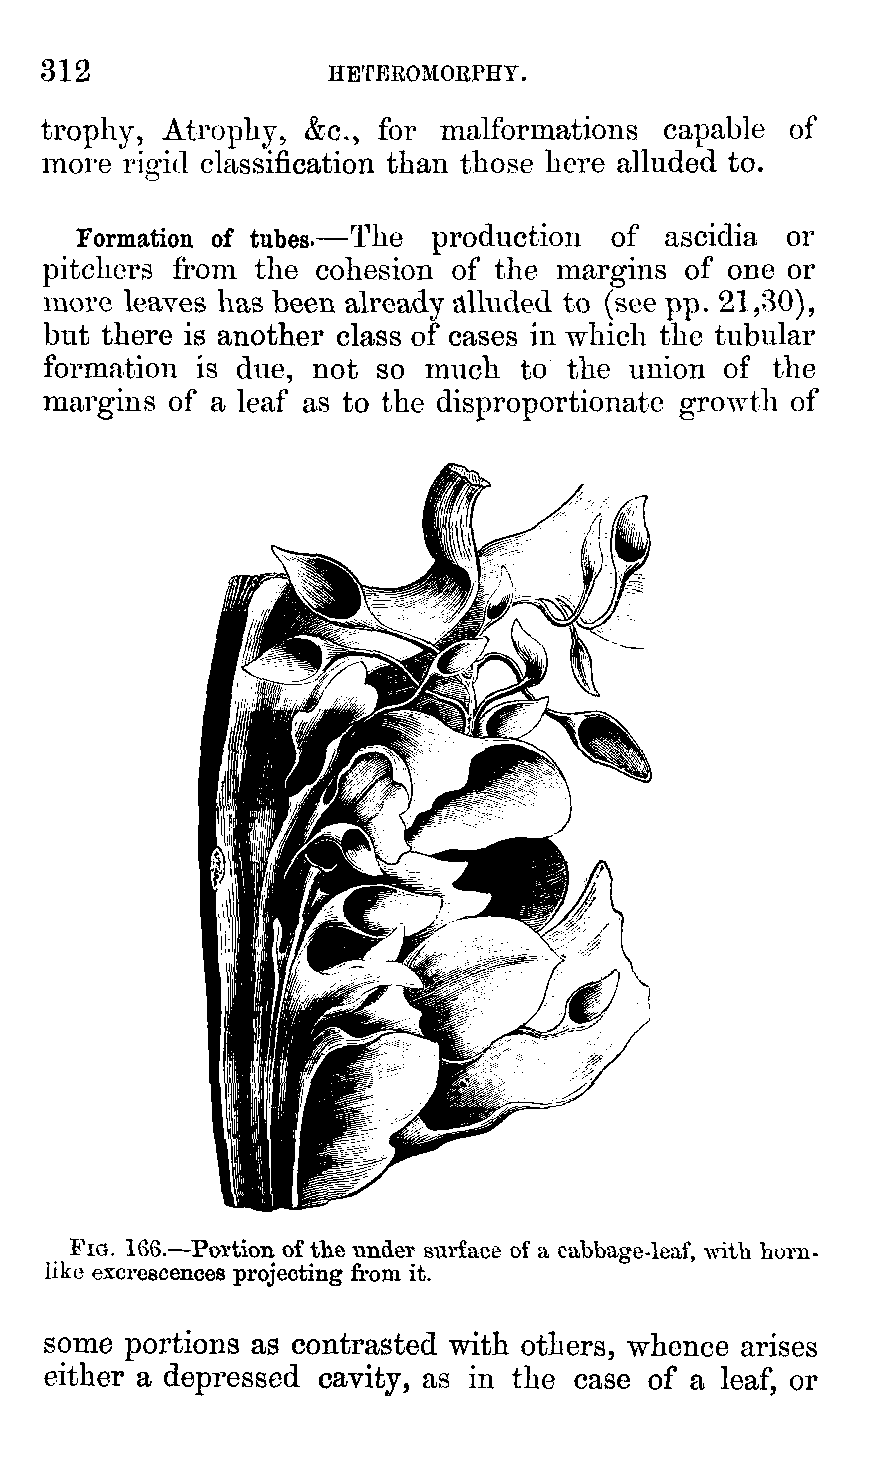 312 HETEROMORPHY.
trophy, Atrophy, &c., for malformations capable of
more rigid classification than those here alluded to.
Formation of tubes.—The production of ascidia or
pitchers from the cohesion of the margins of one or
more leaves has been already alluded to (see pp. 21,30),
but there is another class of cases in which the tubular
formation is due, not so much to the union of the
margins of a leaf as to the disproportionate growth of
FIG. 166.—Portion of the under surface of a cabbage-leaf, with horn-
like excrescences projecting from it.
some portions as contrasted with others, whence arises
either a depressed cavity, as in the case of a leaf, or